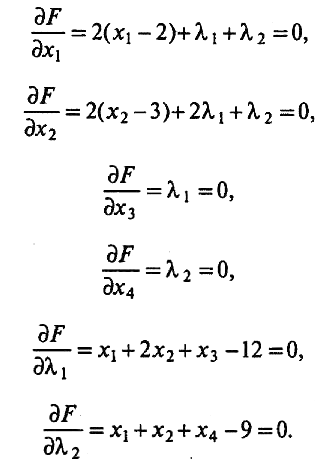 ∂F/∂x₁ = 2(x₁−2)+λ₁+λ₂=0,
∂F/∂x₂ = 2(x₂−3)+2λ₁+λ₂=0,
∂F/∂x₃ = λ₁=0,
∂F/∂x₄ = λ₂=0,
∂F/∂λ₁ = x₁+2x₂+x₃−12=0,
∂F/∂λ₂ = x₁+x₂+x₄−9=0.